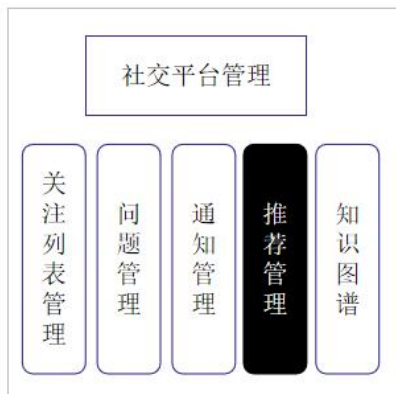 社交平台管理
关注列表管理
问题管理
通知管理
推荐管理
知识图谱